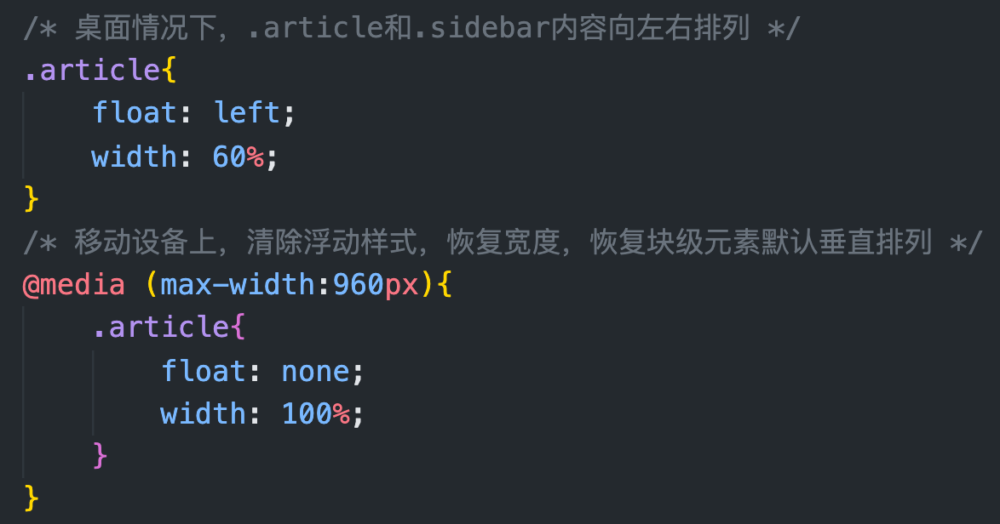 /* 桌面情况下，.article和.sidebar内容向左右排列 */
.article{
    float: left;
    width: 60%;
}
/* 移动设备上，清除浮动样式，恢复宽度，恢复块级元素默认垂直排列 */
@media (max-width:960px){
    .article{
        float: none;
        width: 100%;
    }
}